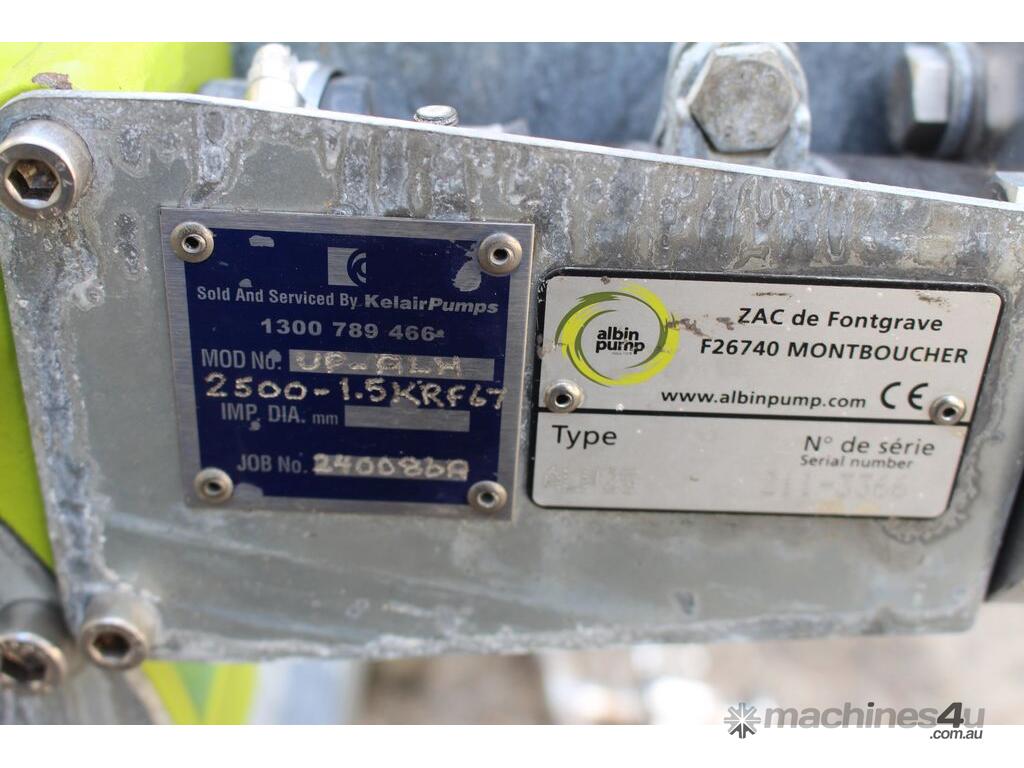 Sold And Serviced By KelairPumps
1300 789 466
MOD No. UP-ALH
2500-1.5KRF67
IMP. DIA. mm
JOB No. 240086A
albin
pump
ZAC de Fontgrave
F26740 MONTBOUCHER
www.albinpump.com CE
Type
N° de série
Serial number
211-3366
machines4u
.com.au